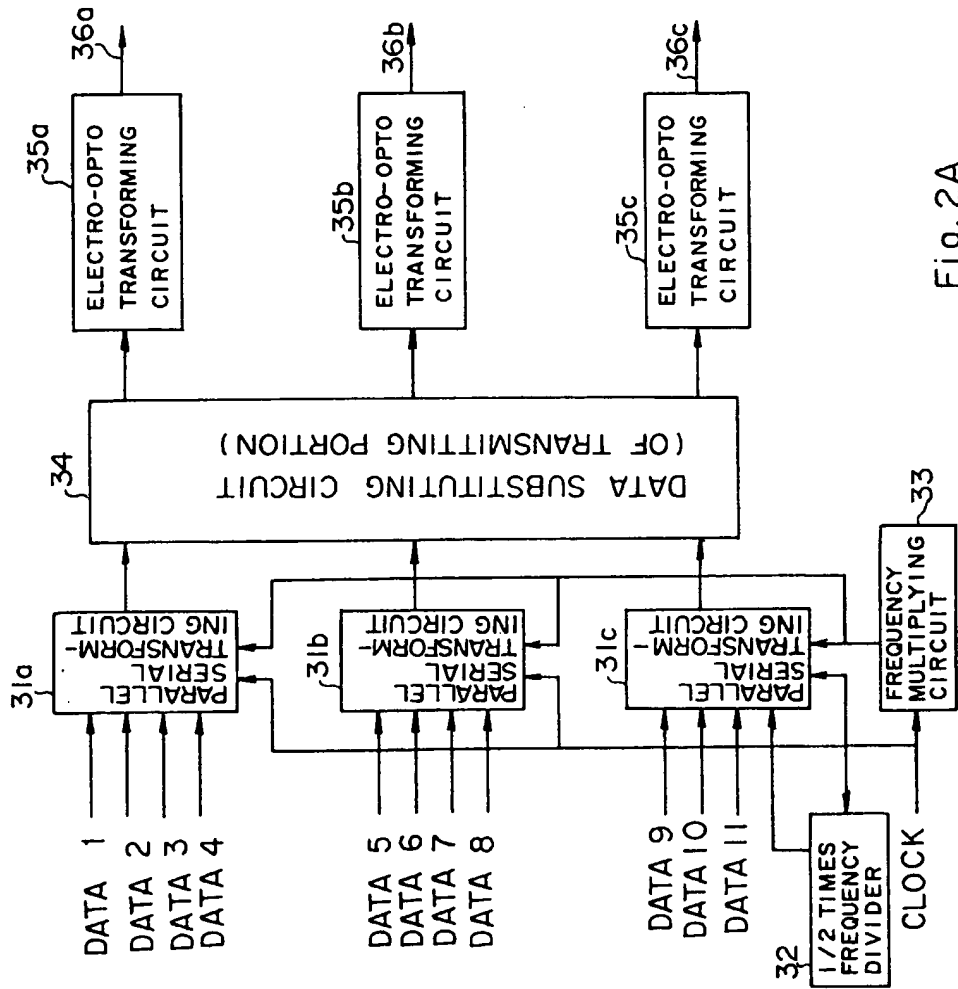 36a
35a
ELECTRO-OPTO
TRANSFORMING
CIRCUIT
36b
35b
ELECTRO-OPTO
TRANSFORMING
CIRCUIT
36c
35c
ELECTRO-OPTO
TRANSFORMING
CIRCUIT
34
DATA SUBSTITUTING CIRCUIT
(OF TRANSMITTING PORTION)
31a
PARALLEL
SERIAL
TRANSFORM-
ING CIRCUIT
31b
PARALLEL
SERIAL
TRANSFORM-
ING CIRCUIT
31c
PARALLEL
SERIAL
TRANSFORM-
ING CIRCUIT
33
FREQUENCY
MULTIPLYING
CIRCUIT
DATA 1
DATA 2
DATA 3
DATA 4
DATA 5
DATA 6
DATA 7
DATA 8
DATA 9
DATA 10
DATA 11
32
1/2 TIMES
FREQUENCY
DIVIDER
CLOCK
Fig. 2A